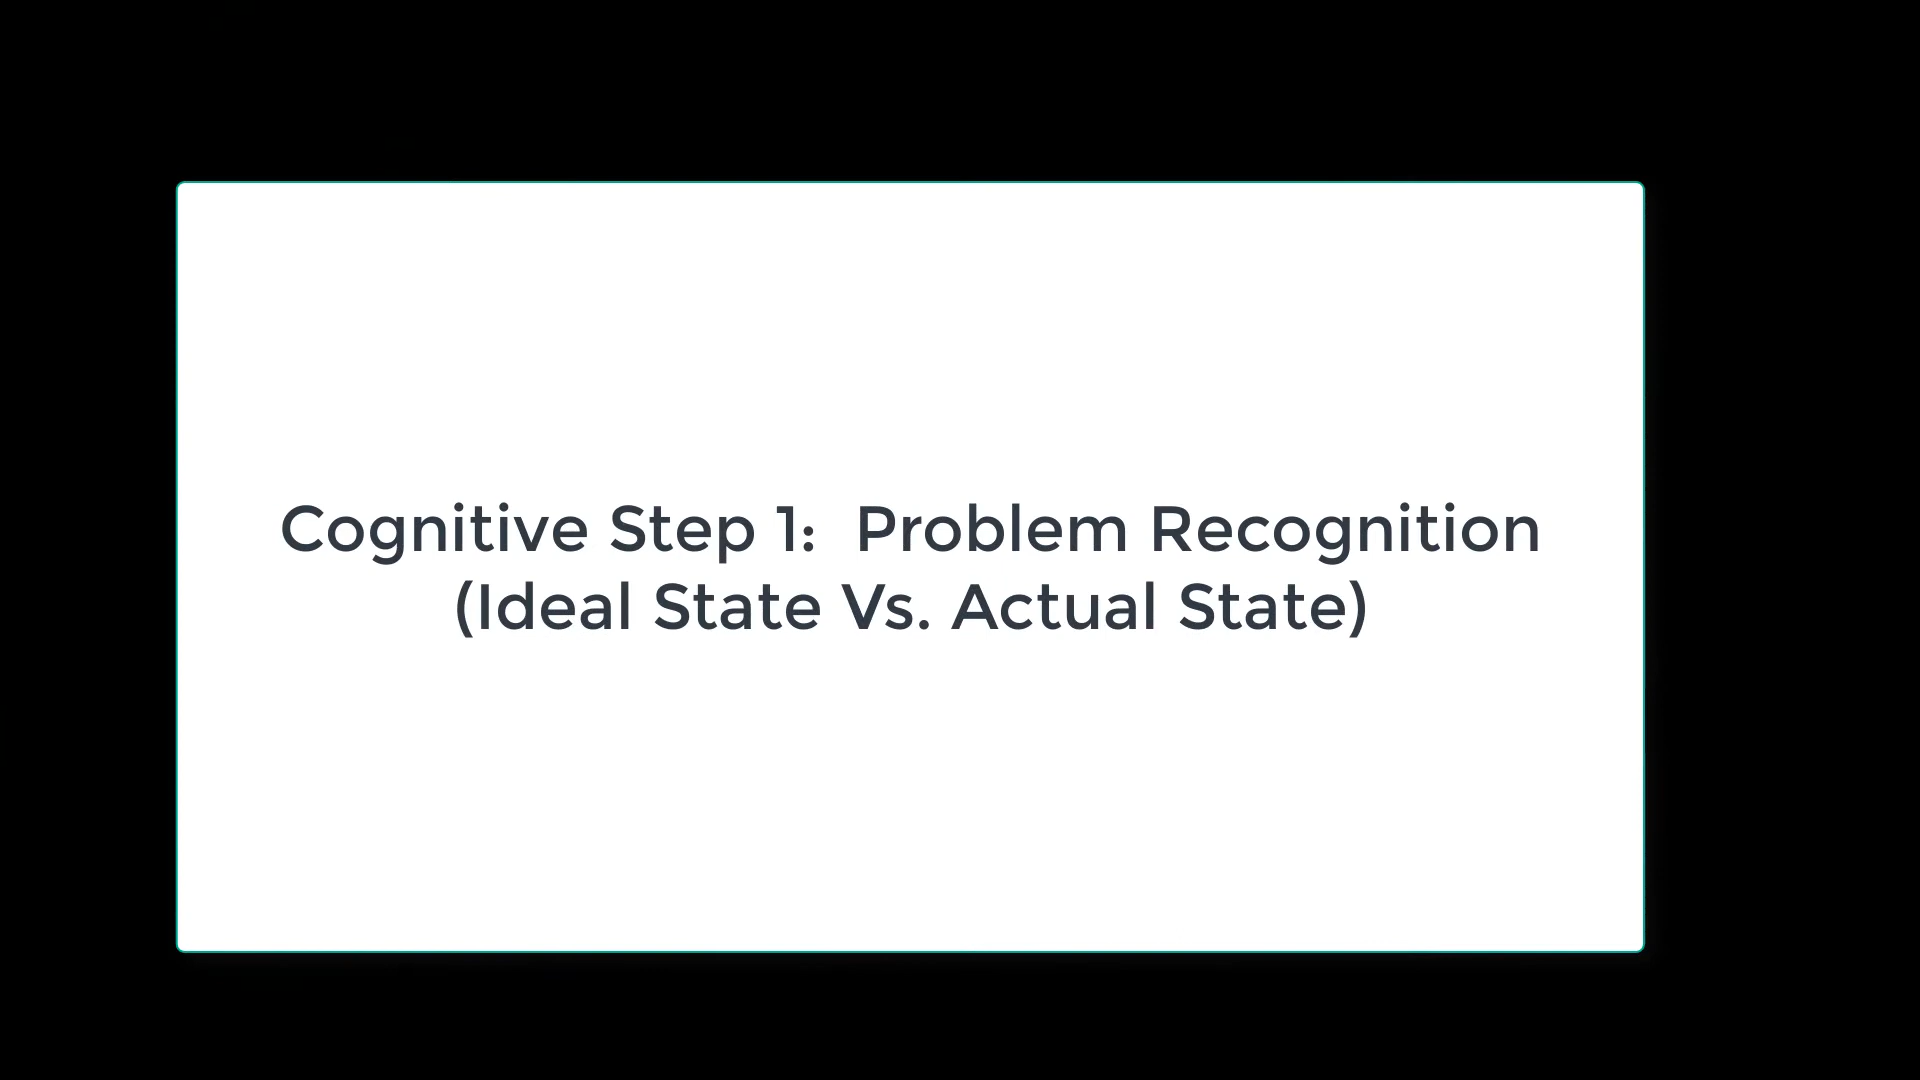 Cognitive Step 1:  Problem Recognition
(Ideal State Vs. Actual State)